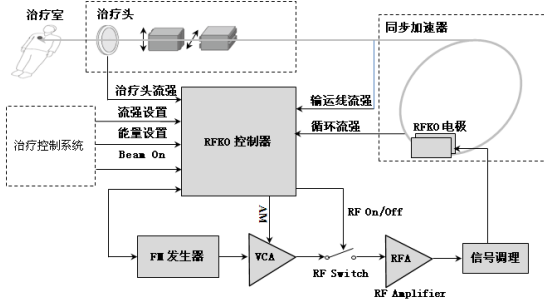 治疗室
治疗头
同步加速器
治疗头流强
流强设置
能量设置
Beam On
治疗控制系统
RFKO 控制器
输运线流强
循环流强
RFKO 电极
AM
RF On/Off
FM 发生器
VCA
RF Switch
RFA
RF Amplifier
信号调理